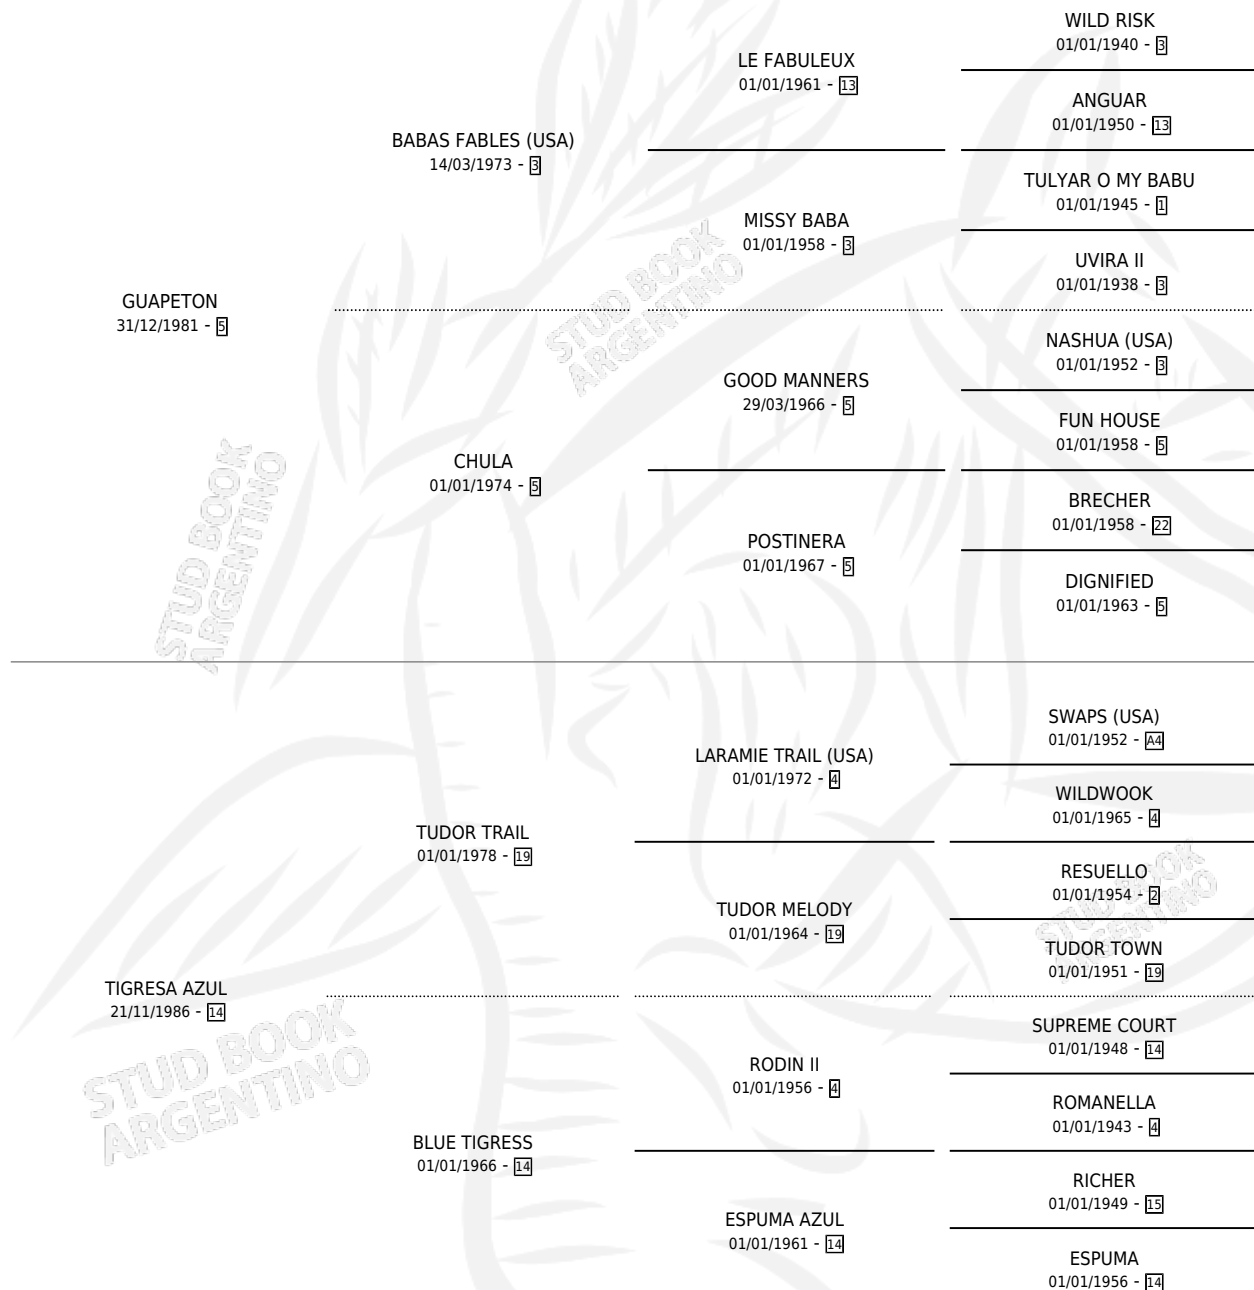 WILD RISK
01/01/1940 - 3
LE FABULEUX
01/01/1961 - 13
ANGUAR
01/01/1950 - 13
BABAS FABLES (USA)
14/03/1973 - 3
TULYAR O MY BABU
01/01/1945 - 1
MISSY BABA
01/01/1958 - 3
UVIRA II
01/01/1938 - 3
GUAPETON
31/12/1981 - 5
NASHUA (USA)
01/01/1952 - 3
GOOD MANNERS
29/03/1966 - 5
FUN HOUSE
01/01/1958 - 5
CHULA
01/01/1974 - 5
BRECHER
01/01/1958 - 22
POSTINERA
01/01/1967 - 5
DIGNIFIED
01/01/1963 - 5
SWAPS (USA)
01/01/1952 - A4
LARAMIE TRAIL (USA)
01/01/1972 - 4
WILDWOOK
01/01/1965 - 4
TUDOR TRAIL
01/01/1978 - 19
RESUELLO
01/01/1954 - 2
TUDOR MELODY
01/01/1964 - 19
TUDOR TOWN
01/01/1951 - 19
TIGRESA AZUL
21/11/1986 - 14
SUPREME COURT
01/01/1948 - 14
RODIN II
01/01/1956 - 4
ROMANELLA
01/01/1943 - 4
BLUE TIGRESS
01/01/1966 - 14
RICHER
01/01/1949 - 15
ESPUMA AZUL
01/01/1961 - 14
ESPUMA
01/01/1956 - 14
STUD BOOK
ARGENTINO
STUD BOOK
ARGENTINO
STUD BOOK
ARGENTINO
STUD BOOK
ARGENTINO